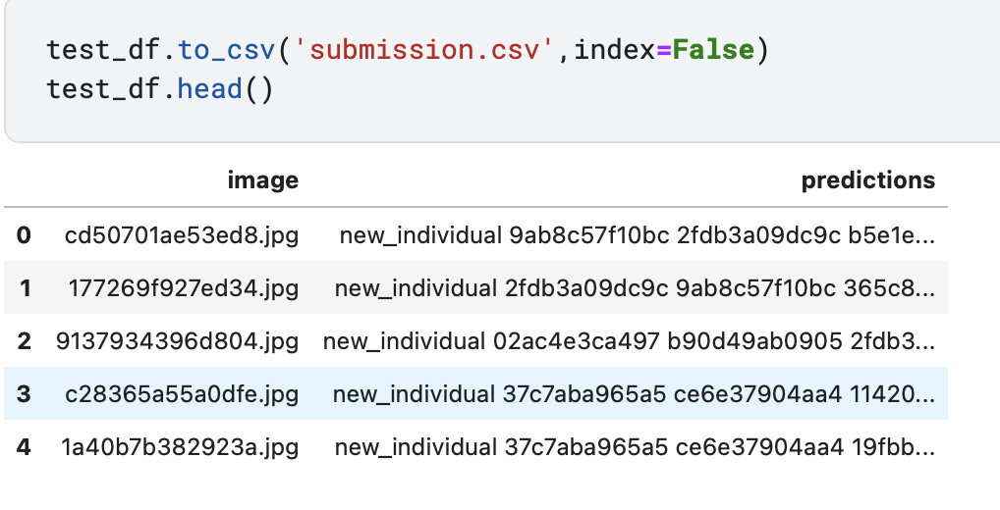 test_df.to_csv('submission.csv',index=False)
test_df.head()
image predictions
0 cd50701ae53ed8.jpg new_individual 9ab8c57f10bc 2fdb3a09dc9c b5e1e...
1 177269f927ed34.jpg new_individual 2fdb3a09dc9c 9ab8c57f10bc 365c8...
2 9137934396d804.jpg new_individual 02ac4e3ca497 b90d49ab0905 2fdb3...
3 c28365a55a0dfe.jpg new_individual 37c7aba965a5 ce6e37904aa4 11420...
4 1a40b7b382923a.jpg new_individual 37c7aba965a5 ce6e37904aa4 19fbb...